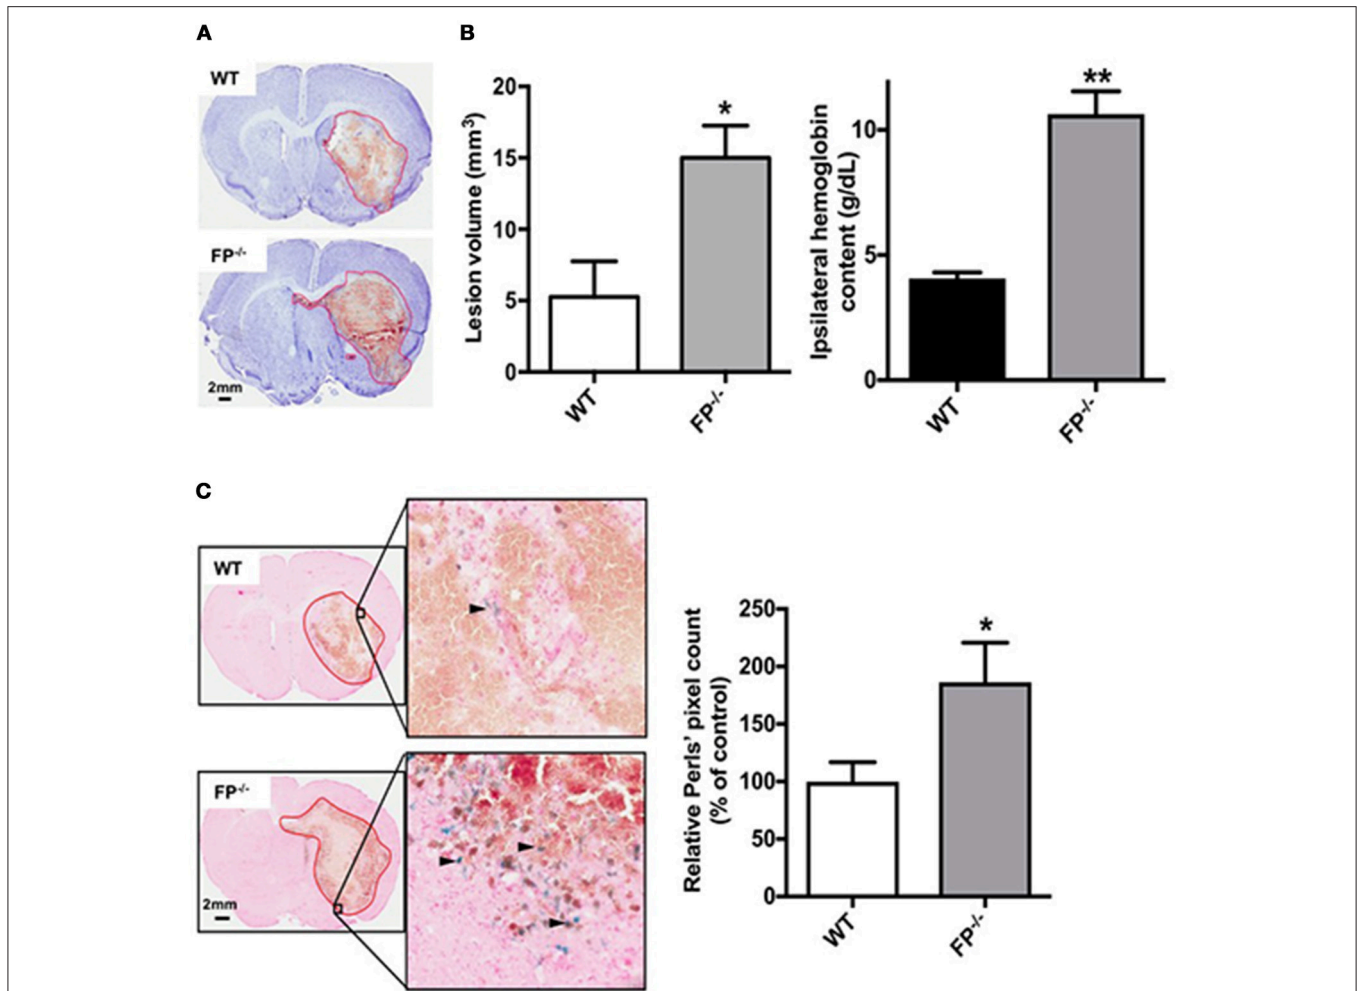 A
WT
FP-/-
2mm
B
Lesion volume (mm³)
20
15
10
5
0
*
WT
FP-/-
Ipsilateral hemoglobin
content (g/dL)
10
5
0
**
WT
FP-/-
C
WT
FP-/-
2mm
Relative Perls' pixel count
(% of control)
250
200
150
100
50
0
*
WT
FP-/-